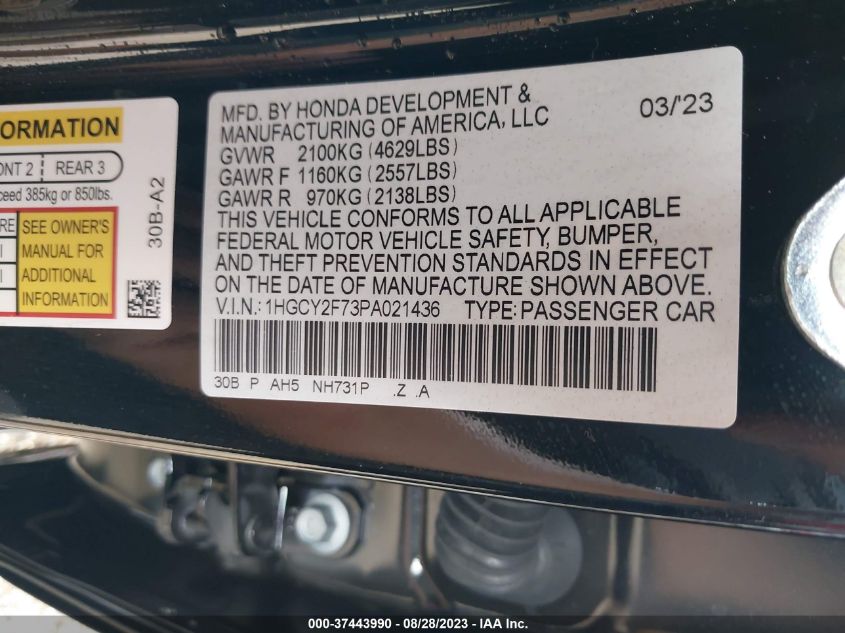 ORMATION
ONT 2 REAR 3
ceed 385kg or 850lbs.
RE SEE OWNER'S
MANUAL FOR
ADDITIONAL
INFORMATION
30B-A2
MFD. BY HONDA DEVELOPMENT & 03/'23
MANUFACTURING OF AMERICA, LLC
GVWR 2100KG (4629LBS)
GAWR F 1160KG (2557LBS)
GAWR R 970KG (2138LBS)
THIS VEHICLE CONFORMS TO ALL APPLICABLE
FEDERAL MOTOR VEHICLE SAFETY, BUMPER,
AND THEFT PREVENTION STANDARDS IN EFFECT
ON THE DATE OF MANUFACTURE SHOWN ABOVE.
V.I.N.: 1HGCY2F73PA021436 TYPE: PASSENGER CAR
30B P AH5 NH731P .Z .A
000-37443990 - 08/28/2023 - Copyright © IAA, Inc.